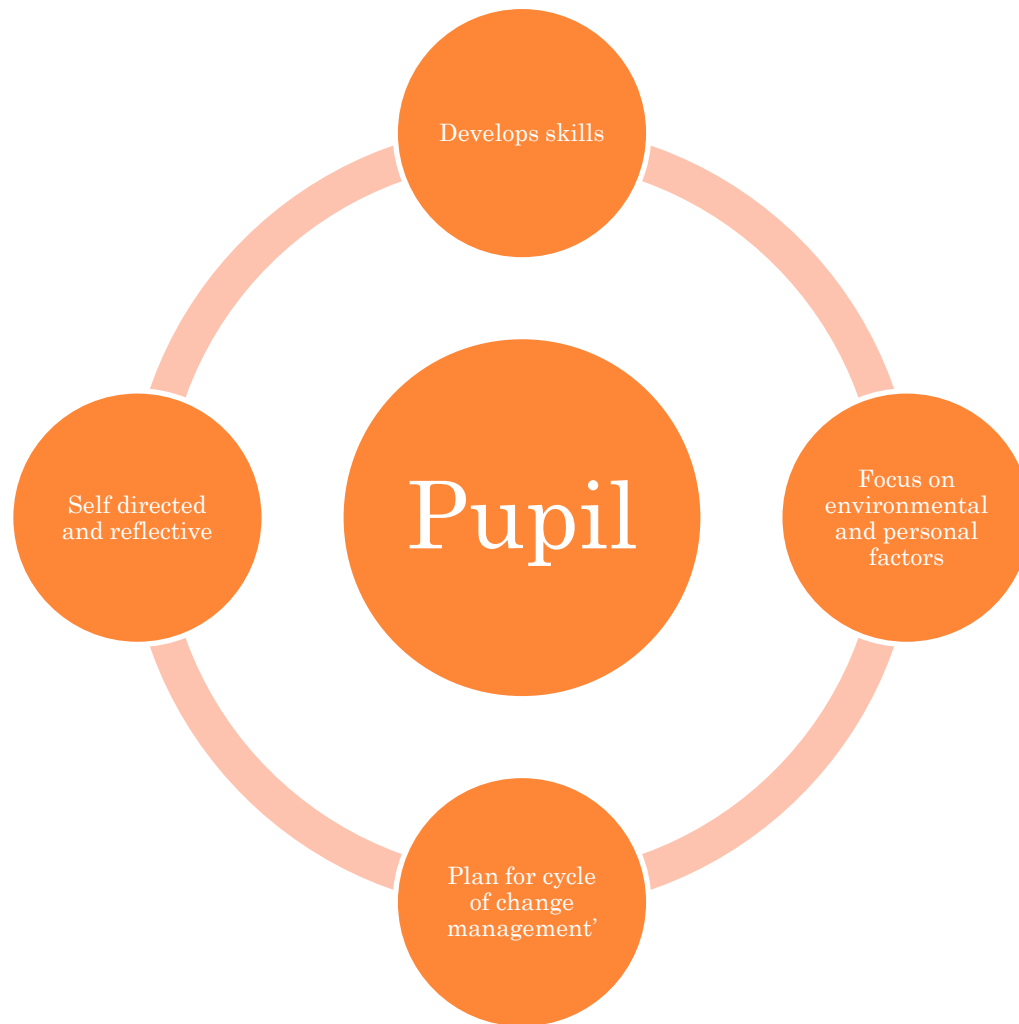 Develops skills
Self directed
and reflective
Pupil
Focus on
environmental
and personal
factors
Plan for cycle
of change
management’